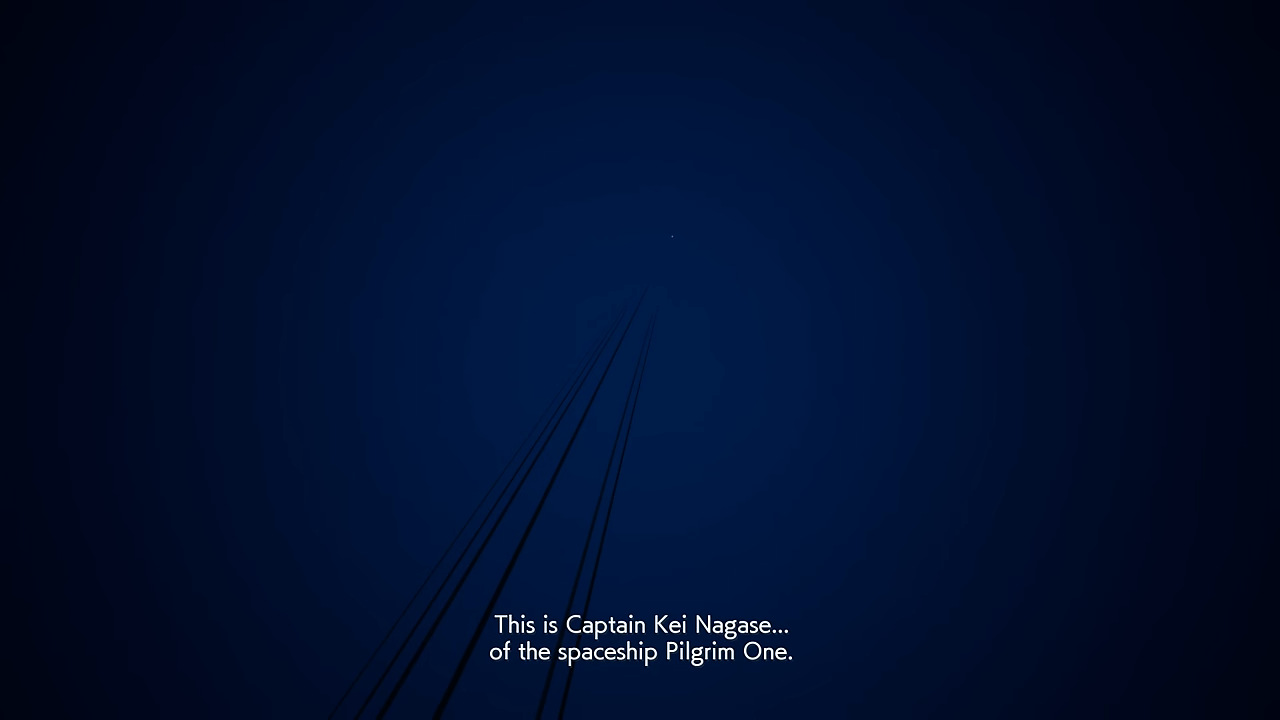 This is Captain Kei Nagase...
of the spaceship Pilgrim One.